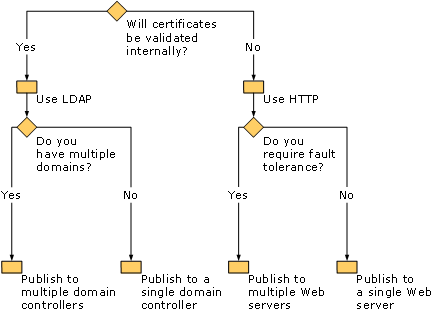 Will certificates
be validated
internally?
Yes
No
Use LDAP
Use HTTP
Do you
have multiple
domains?
Do you
require fault
tolerance?
Yes
No
Yes
No
Publish to
multiple domain
controllers
Publish to a
single domain
controller
Publish to
multiple Web
servers
Publish to
a single Web
server